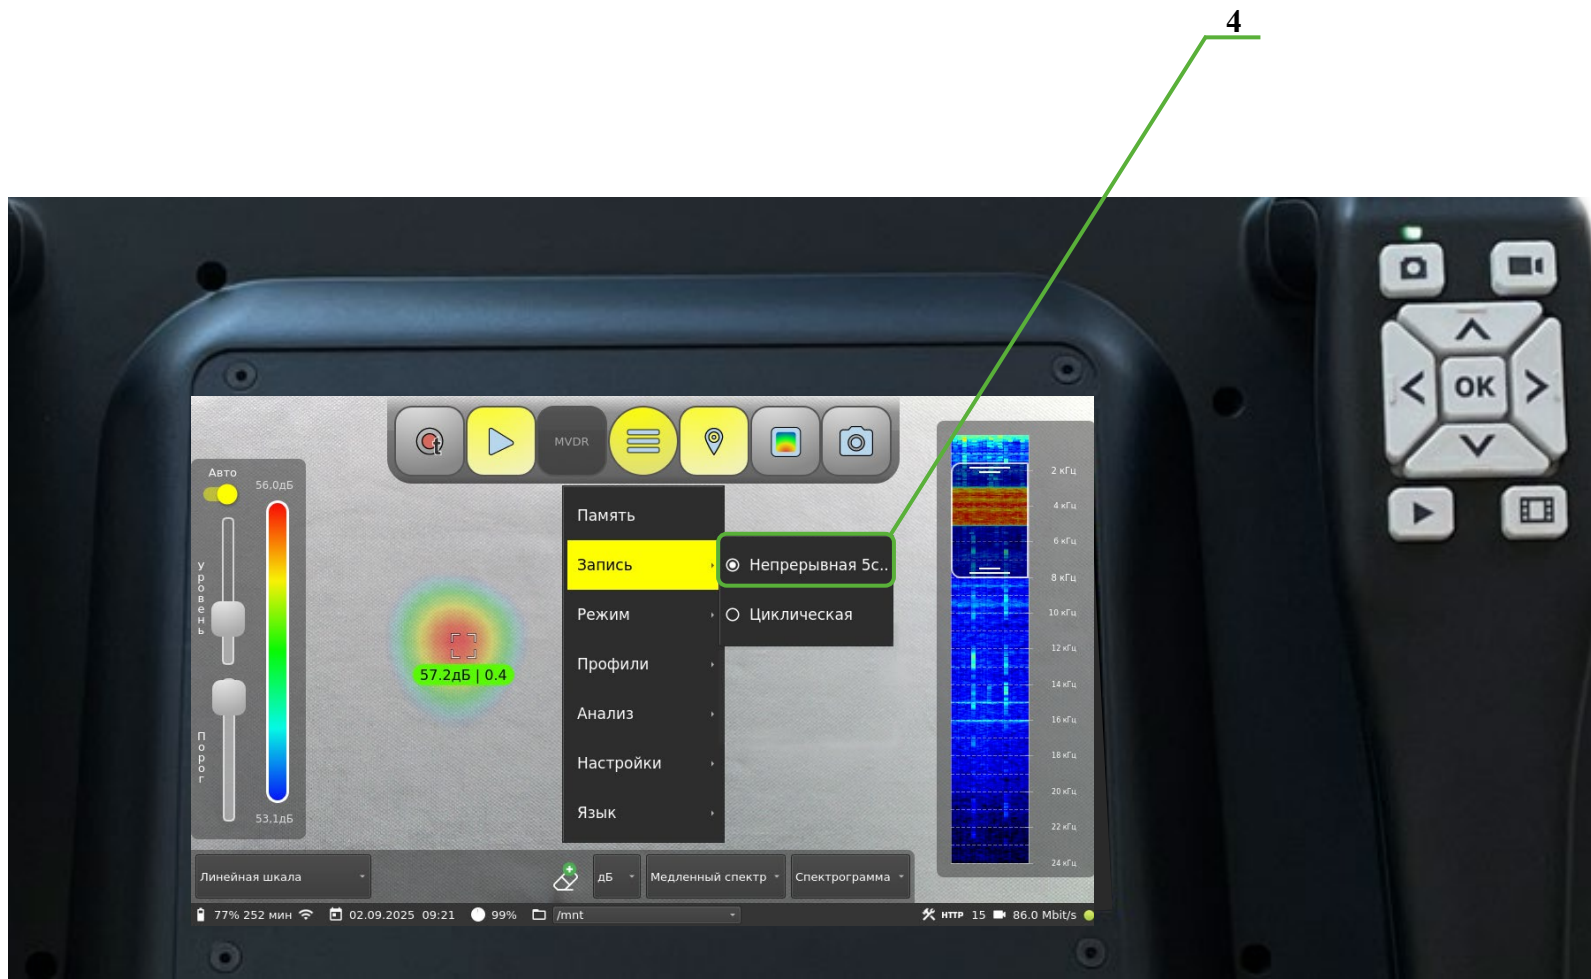 4
OK
MVDR
Авто
56,0дБ
Уровень
Порог
53,1дБ
57.2дБ | 0.4
Память
Запись
Режим
Профили
Анализ
Настройки
Язык
Непрерывная 5с..
Циклическая
2 кГц
4 кГц
6 кГц
8 кГц
10 кГц
12 кГц
14 кГц
16 кГц
18 кГц
20 кГц
22 кГц
24 кГц
Линейная шкала
дБ
Медленный спектр
Спектрограмма
77% 252 мин 02.09.2025 09:21 99% /mnt HTTP 15 86.0 Mbit/s